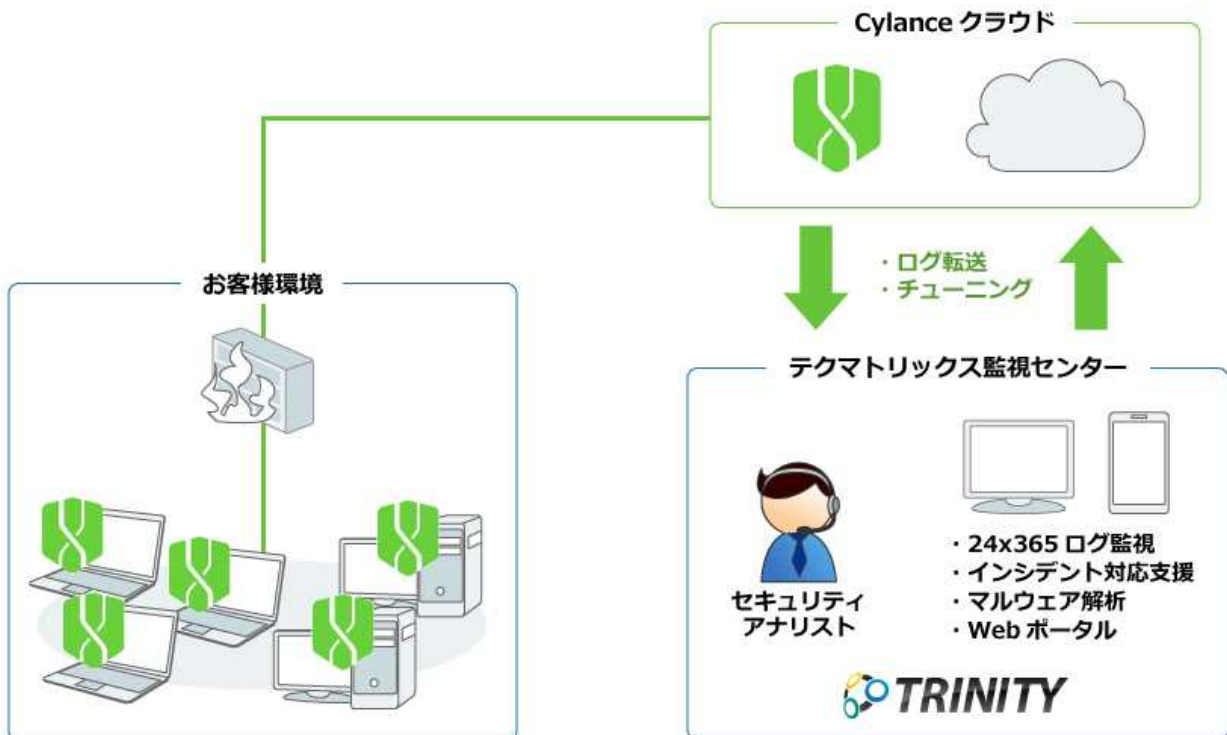 Cylance クラウド
・ログ転送
・チューニング
お客様環境
テクマトリックス監視センター
セキュリティ
アナリスト
・24x365 ログ監視
・インシデント対応支援
・マルウェア解析
・Web ポータル
TRINITY